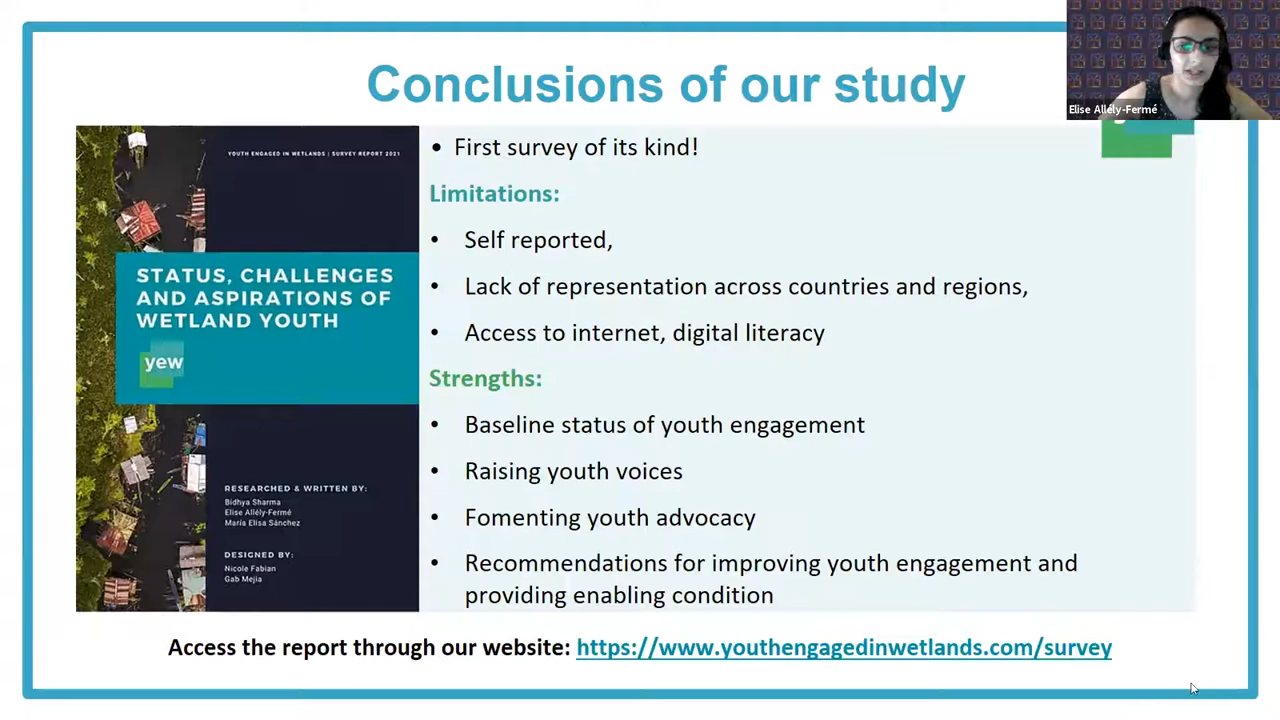 Conclusions of our study
Elise Allély-Fermé
YOUTH ENGAGED IN WETLANDS | SURVEY REPORT 2021
STATUS, CHALLENGES
AND ASPIRATIONS OF
WETLAND YOUTH
yew
RESEARCHED & WRITTEN BY:
Bidhya Sharma
Elise Allély-Fermé
María Elisa Sánchez
DESIGNED BY:
Nicole Fabian
Gab Mejia
• First survey of its kind!
Limitations:
• Self reported,
• Lack of representation across countries and regions,
• Access to internet, digital literacy
Strengths:
• Baseline status of youth engagement
• Raising youth voices
• Fomenting youth advocacy
• Recommendations for improving youth engagement and
providing enabling condition
Access the report through our website: https://www.youthengagedinwetlands.com/survey